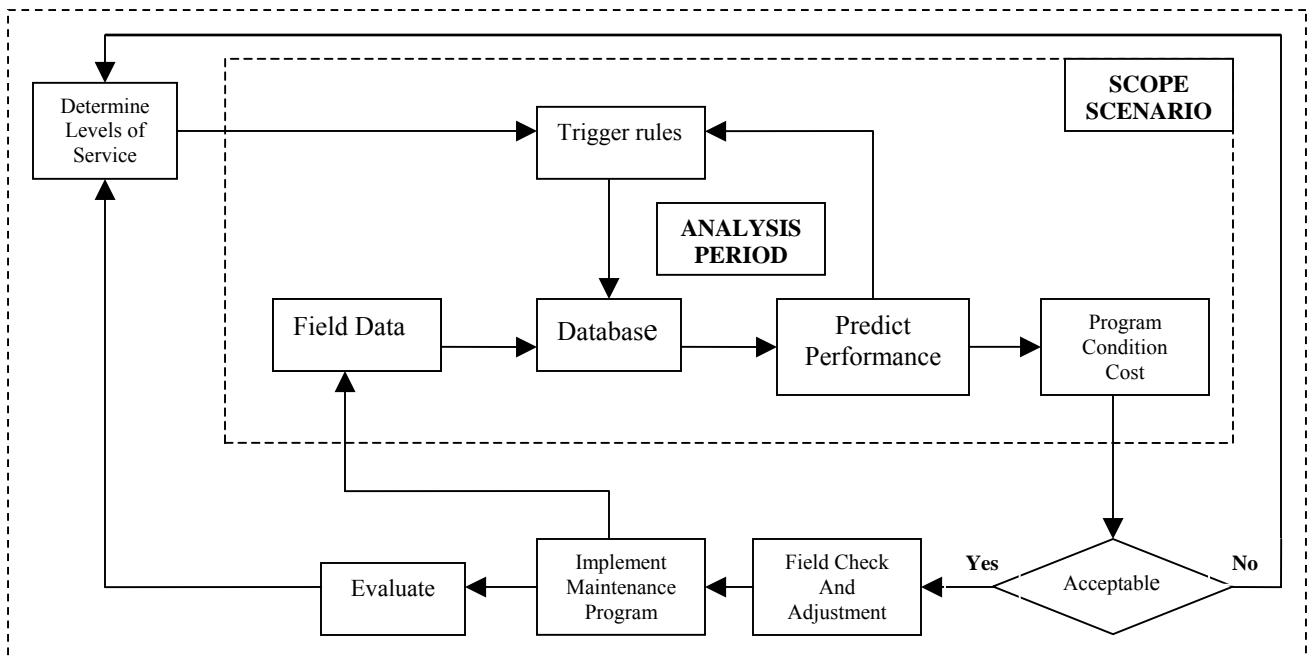 SCOPE
SCENARIO
Determine
Levels of
Service
Trigger rules
ANALYSIS
PERIOD
Field Data
Database
Predict
Performance
Program
Condition
Cost
Yes
No
Acceptable
Field Check
And
Adjustment
Implement
Maintenance
Program
Evaluate